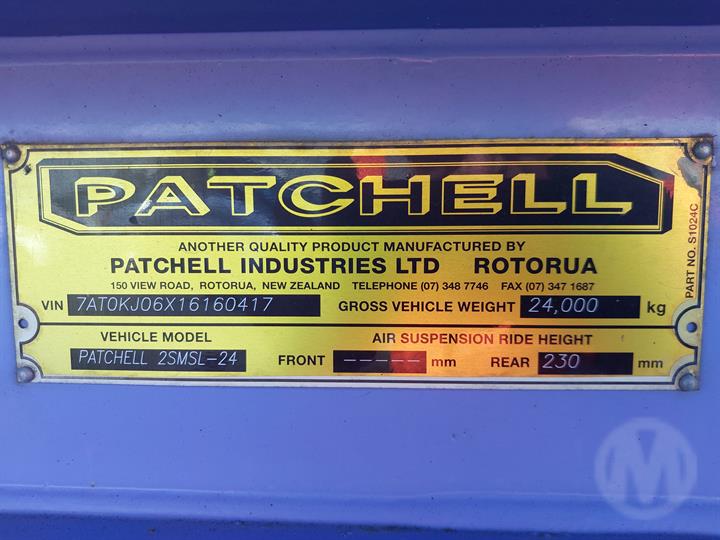 PATCHELL
ANOTHER QUALITY PRODUCT MANUFACTURED BY
PATCHELL INDUSTRIES LTD ROTORUA
150 VIEW ROAD, ROTORUA, NEW ZEALAND TELEPHONE (07) 348 7746 FAX (07) 347 1687
VIN 7AT0KJ06X16160417 GROSS VEHICLE WEIGHT 24,000 kg
VEHICLE MODEL AIR SUSPENSION RIDE HEIGHT
PATCHELL 2SMSL-24 FRONT ----- mm REAR 230 mm
PART NO. S1024C
M